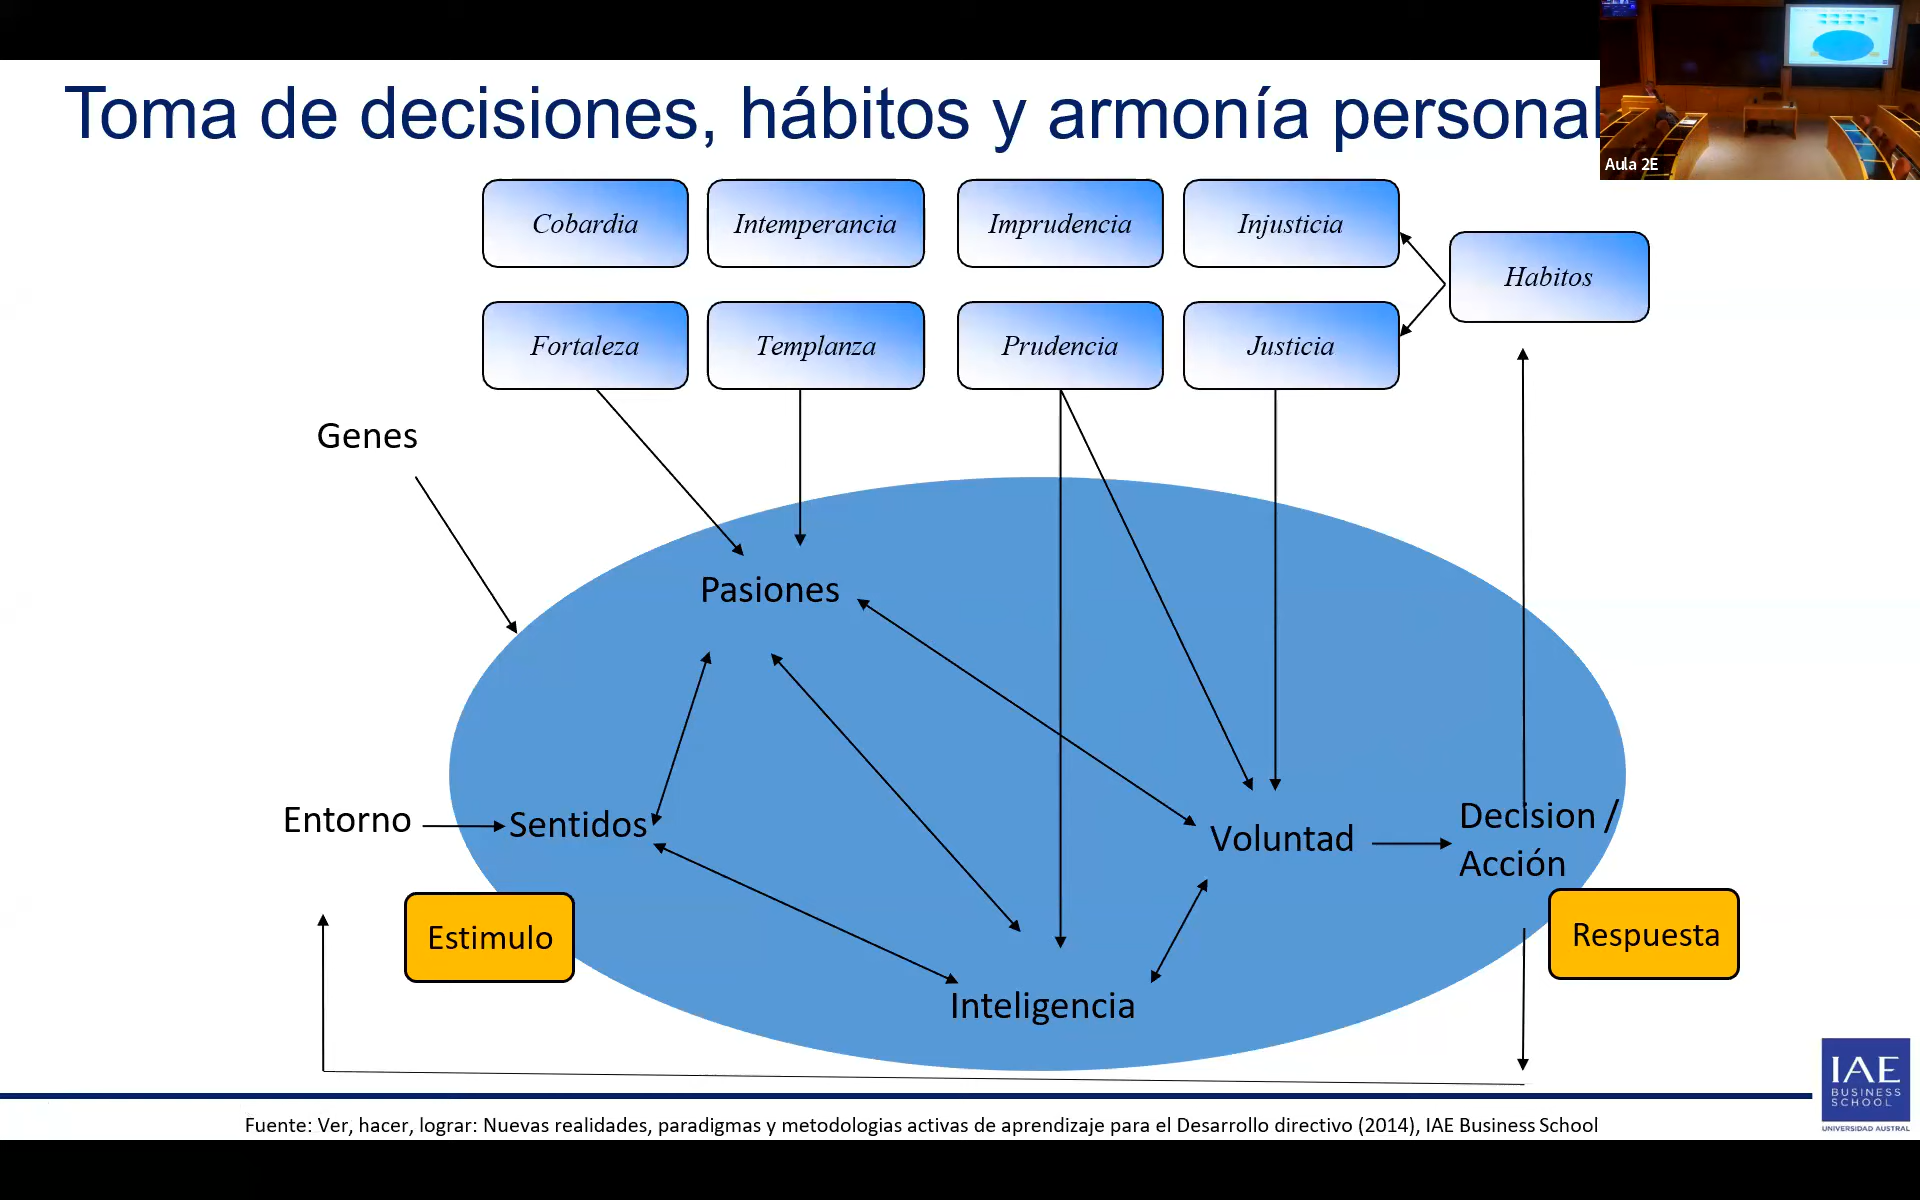 Toma de decisiones, hábitos y armonía personal
Aula 2E
Cobardia
Intemperancia
Imprudencia
Injusticia
Habitos
Fortaleza
Templanza
Prudencia
Justicia
Genes
Pasiones
Entorno
Sentidos
Voluntad
Decision /
Acción
Estimulo
Respuesta
Inteligencia
IAE
BUSINESS
SCHOOL
UNIVERSIDAD AUSTRAL
Fuente: Ver, hacer, lograr: Nuevas realidades, paradigmas y metodologias activas de aprendizaje para el Desarrollo directivo (2014), IAE Business School